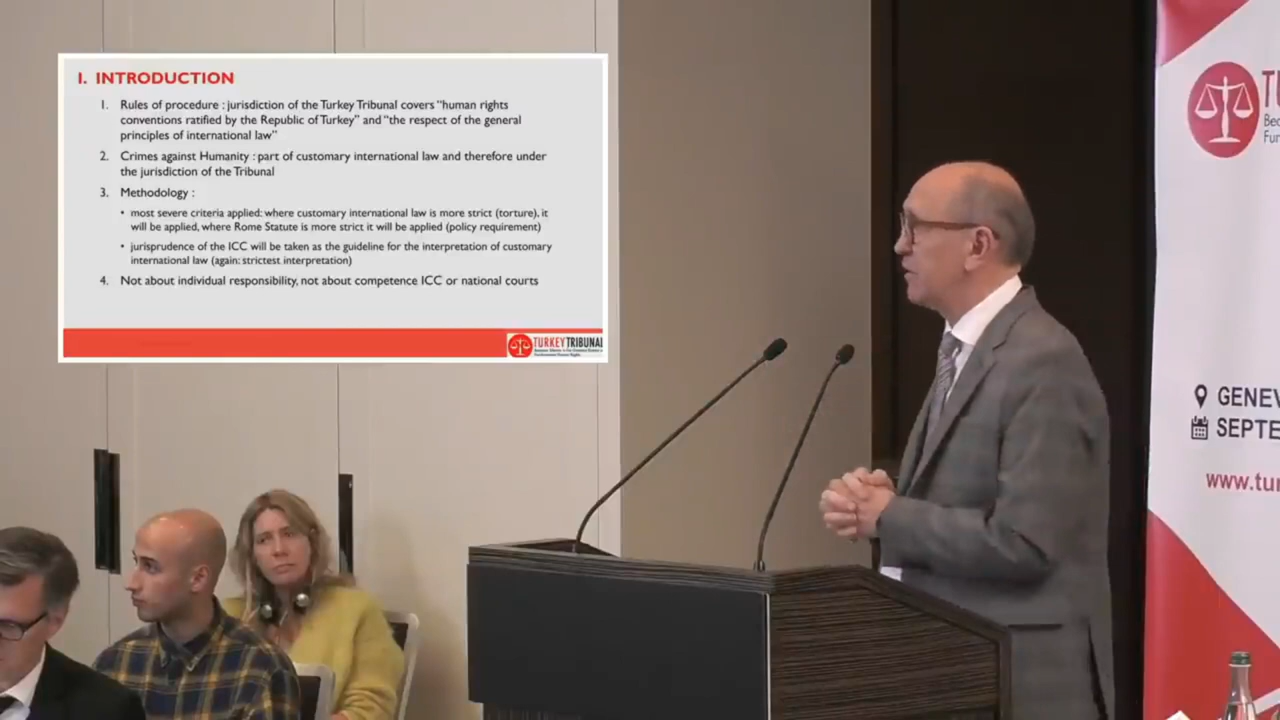 I. INTRODUCTION
1. Rules of procedure : jurisdiction of the Turkey Tribunal covers "human rights
conventions ratified by the Republic of Turkey" and "the respect of the general
principles of international law"
2. Crimes against Humanity : part of customary international law and therefore under
the jurisdiction of the Tribunal
3. Methodology :
• most severe criteria applied: where customary international law is more strict (torture), it
will be applied, where Rome Statute is more strict it will be applied (policy requirement)
• jurisprudence of the ICC will be taken as the guideline for the interpretation of customary
international law (again: strictest interpretation)
4. Not about individual responsibility, not about competence ICC or national courts
TURKEYTRIBUNAL
GENEV
SEPTE
www.tur